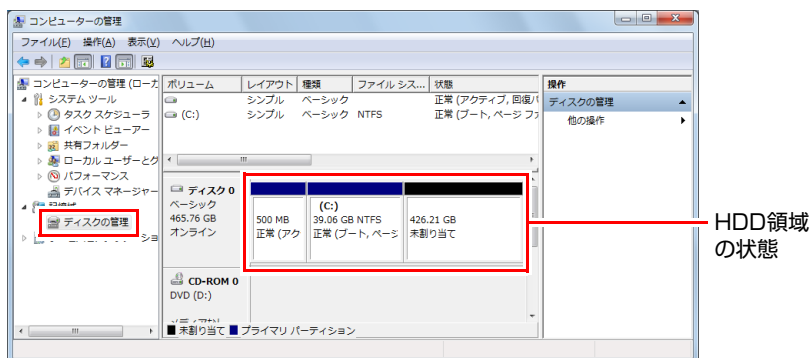 コンピューターの管理
ファイル(F) 操作(A) 表示(V) ヘルプ(H)
コンピューターの管理 (ローカ
システム ツール
タスク スケジューラ
イベント ビューアー
共有フォルダー
ローカル ユーザーとグ
パフォーマンス
デバイス マネージャー
ディスクの管理
ボリューム レイアウト 種類 ファイル シス... 状態
シンプル ベーシック 正常 (アクティブ, 回復パ
(C:) シンプル ベーシック NTFS 正常 (ブート, ページ ファ
ディスク 0
ベーシック
465.76 GB
オンライン
500 MB
正常 (アク
(C:)
39.06 GB NTFS
正常 (ブート, ページ
426.21 GB
未割り当て
CD-ROM 0
DVD (D:)
未割り当て プライマリ パーティション
操作
ディスクの管理
他の操作
HDD領域
の状態